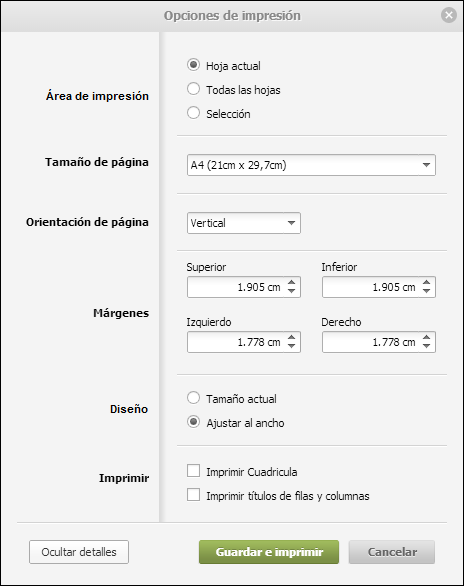 Opciones de impresión
Área de impresión
Hoja actual
Todas las hojas
Selección
Tamaño de página
A4 (21cm x 29,7cm)
Orientación de página
Vertical
Márgenes
Superior
Inferior
1.905 cm
1.905 cm
Izquierdo
Derecho
1.778 cm
1.778 cm
Diseño
Tamaño actual
Ajustar al ancho
Imprimir
Imprimir Cuadricula
Imprimir títulos de filas y columnas
Ocultar detalles
Guardar e imprimir
Cancelar